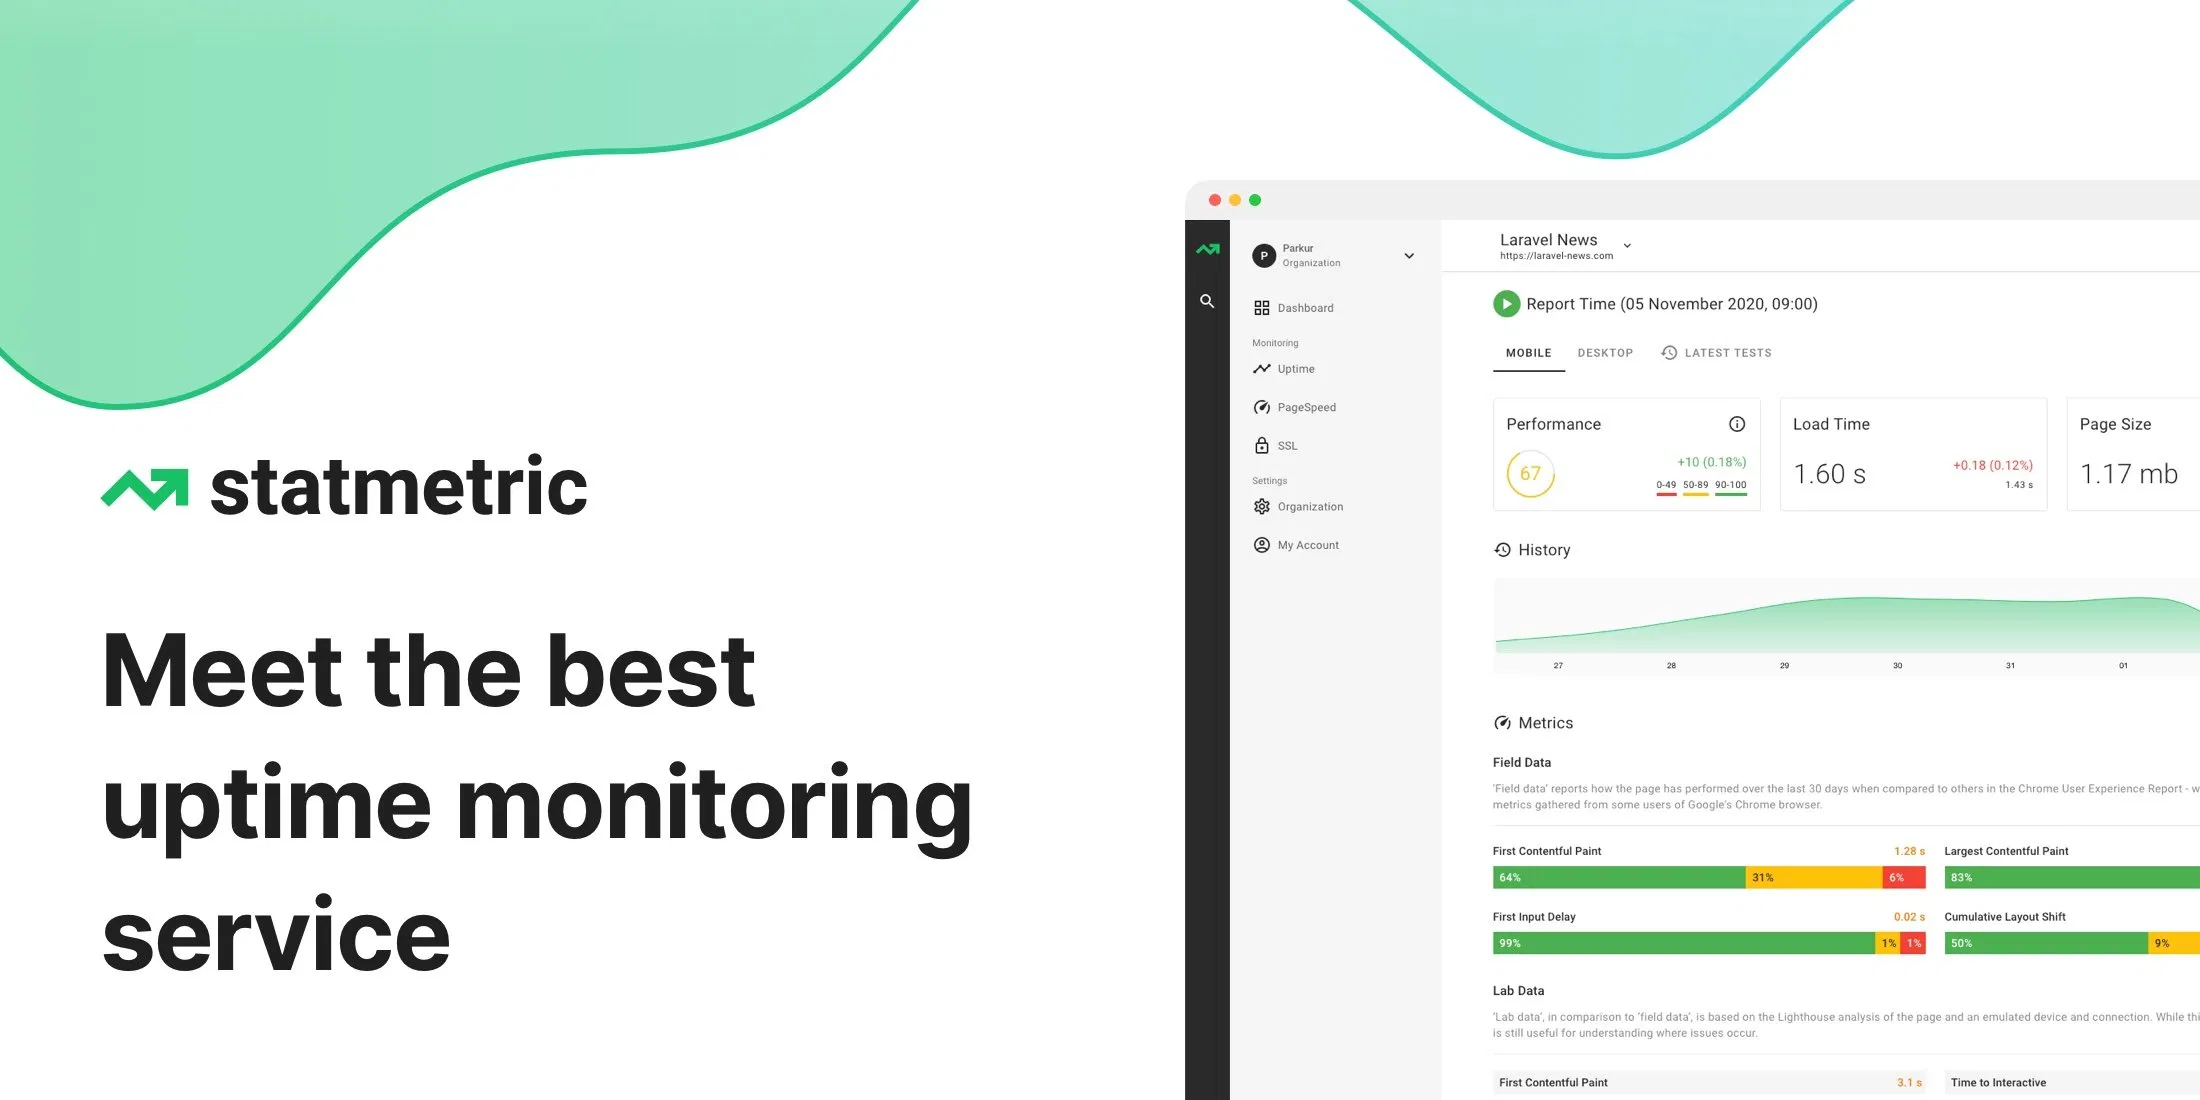 statmetric
Meet the best
uptime monitoring
service
P
Parkur
Organization
Dashboard
Monitoring
Uptime
PageSpeed
SSL
Settings
Organization
My Account
Laravel News
https://laravel-news.com
Report Time (05 November 2020, 09:00)
MOBILE DESKTOP LATEST TESTS
Performance
67
+10 (0.18%)
0-49 50-89 90-100
Load Time
1.60 s
+0.18 (0.12%)
1.43 s
Page Size
1.17 mb
History
27 28 29 30 31 01
Metrics
Field Data
'Field data' reports how the page has performed over the last 30 days when compared to others in the Chrome User Experience Report - w
metrics gathered from some users of Google's Chrome browser.
First Contentful Paint 1.28 s
64% 31% 6%
Largest Contentful Paint
83%
First Input Delay 0.02 s
99% 1% 1%
Cumulative Layout Shift
50% 9%
Lab Data
'Lab data', in comparison to 'field data', is based on the Lighthouse analysis of the page and an emulated device and connection. While thi
is still useful for understanding where issues occur.
First Contentful Paint 3.1 s
Time to Interactive